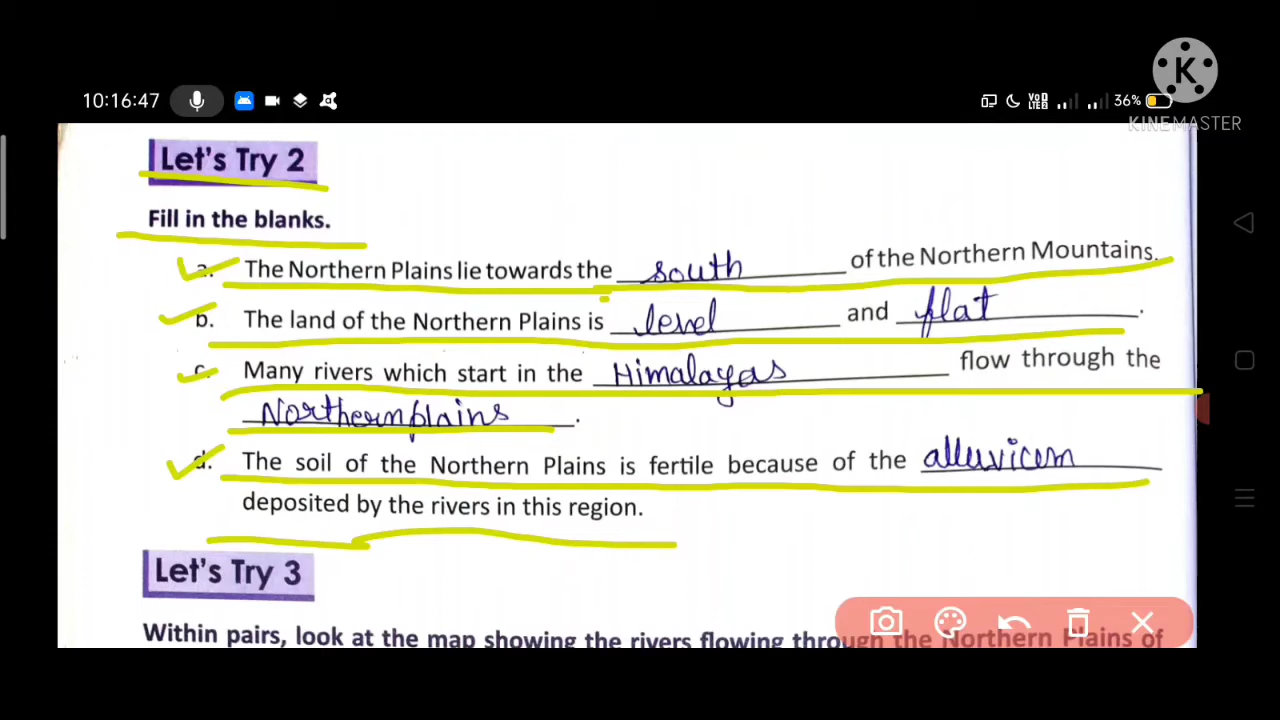 10:16:47 Vo) LTE2 36%
K
KINEMASTER
Let's Try 2
Fill in the blanks.
a. The Northern Plains lie towards the south of the Northern Mountains.
b. The land of the Northern Plains is level and flat.
c. Many rivers which start in the Himalayas flow through the
Northern plains.
d. The soil of the Northern Plains is fertile because of the alluvium
deposited by the rivers in this region.
Let's Try 3
Within pairs, look at the map showing the rivers flowing through the Northern Plains of